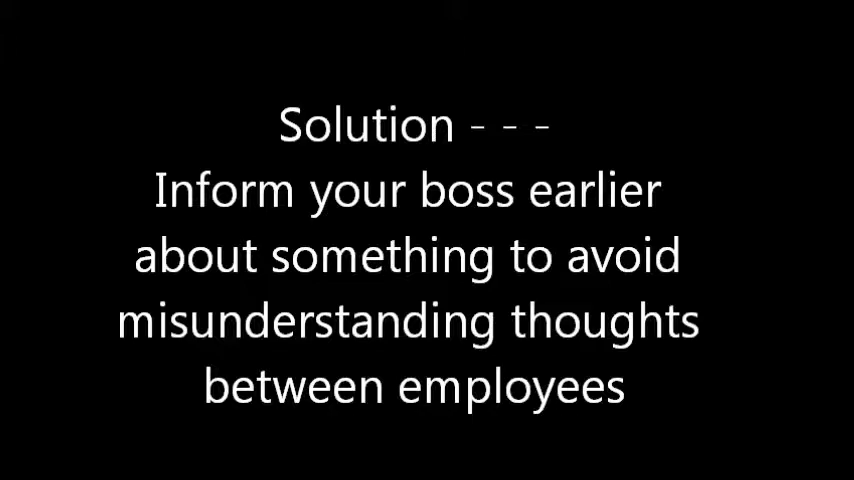 Solution - - -
Inform your boss earlier
about something to avoid
misunderstanding thoughts
between employees